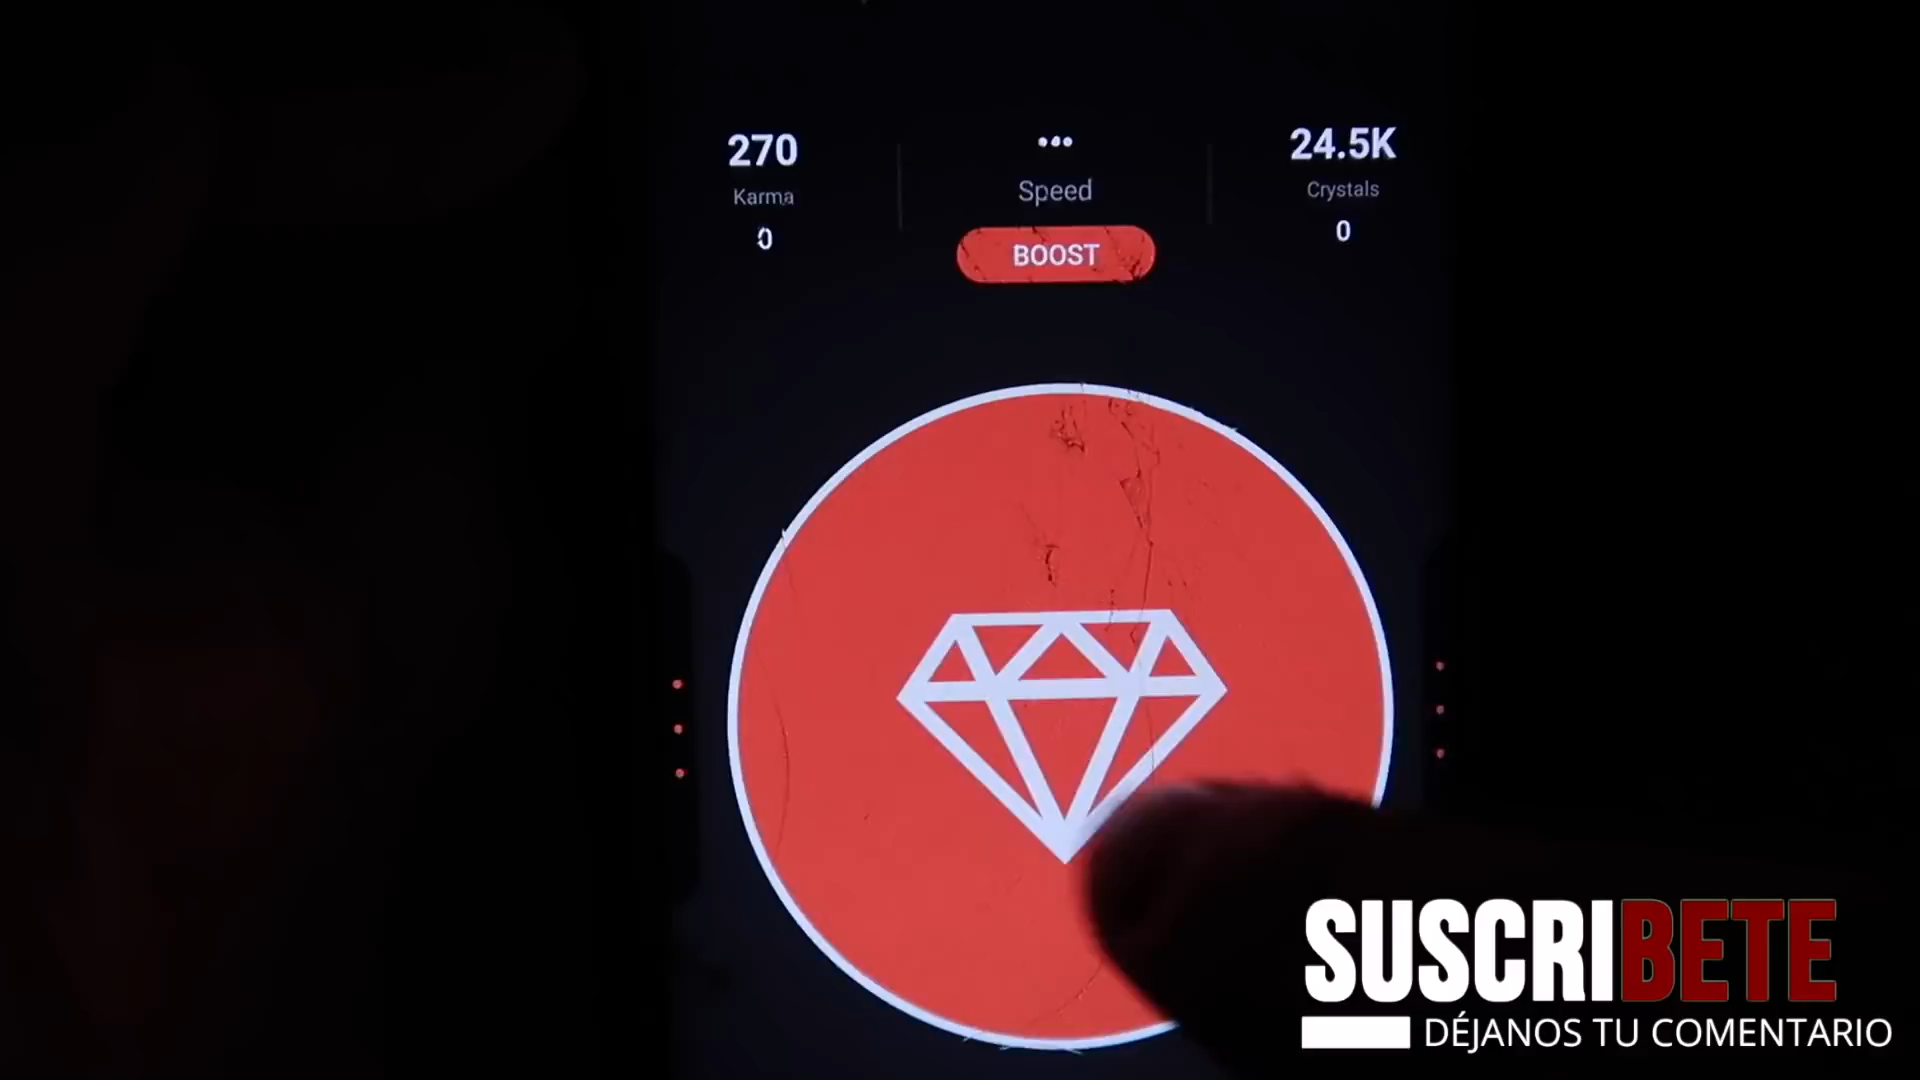 270
Karma
0
•••
Speed
BOOST
24.5K
Crystals
0
SUSCRIBETE
DÉJANOS TU COMENTARIO